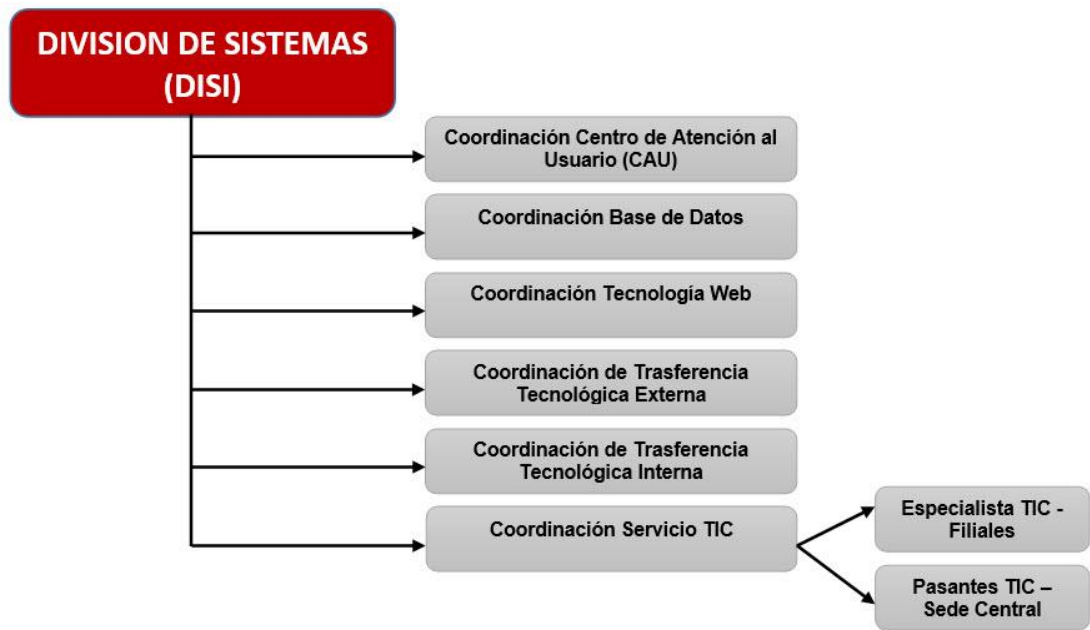 DIVISION DE SISTEMAS
(DISI)
Coordinación Centro de Atención al
Usuario (CAU)
Coordinación Base de Datos
Coordinación Tecnología Web
Coordinación de Trasferencia
Tecnológica Externa
Coordinación de Trasferencia
Tecnológica Interna
Coordinación Servicio TIC
Especialista TIC -
Filiales
Pasantes TIC –
Sede Central